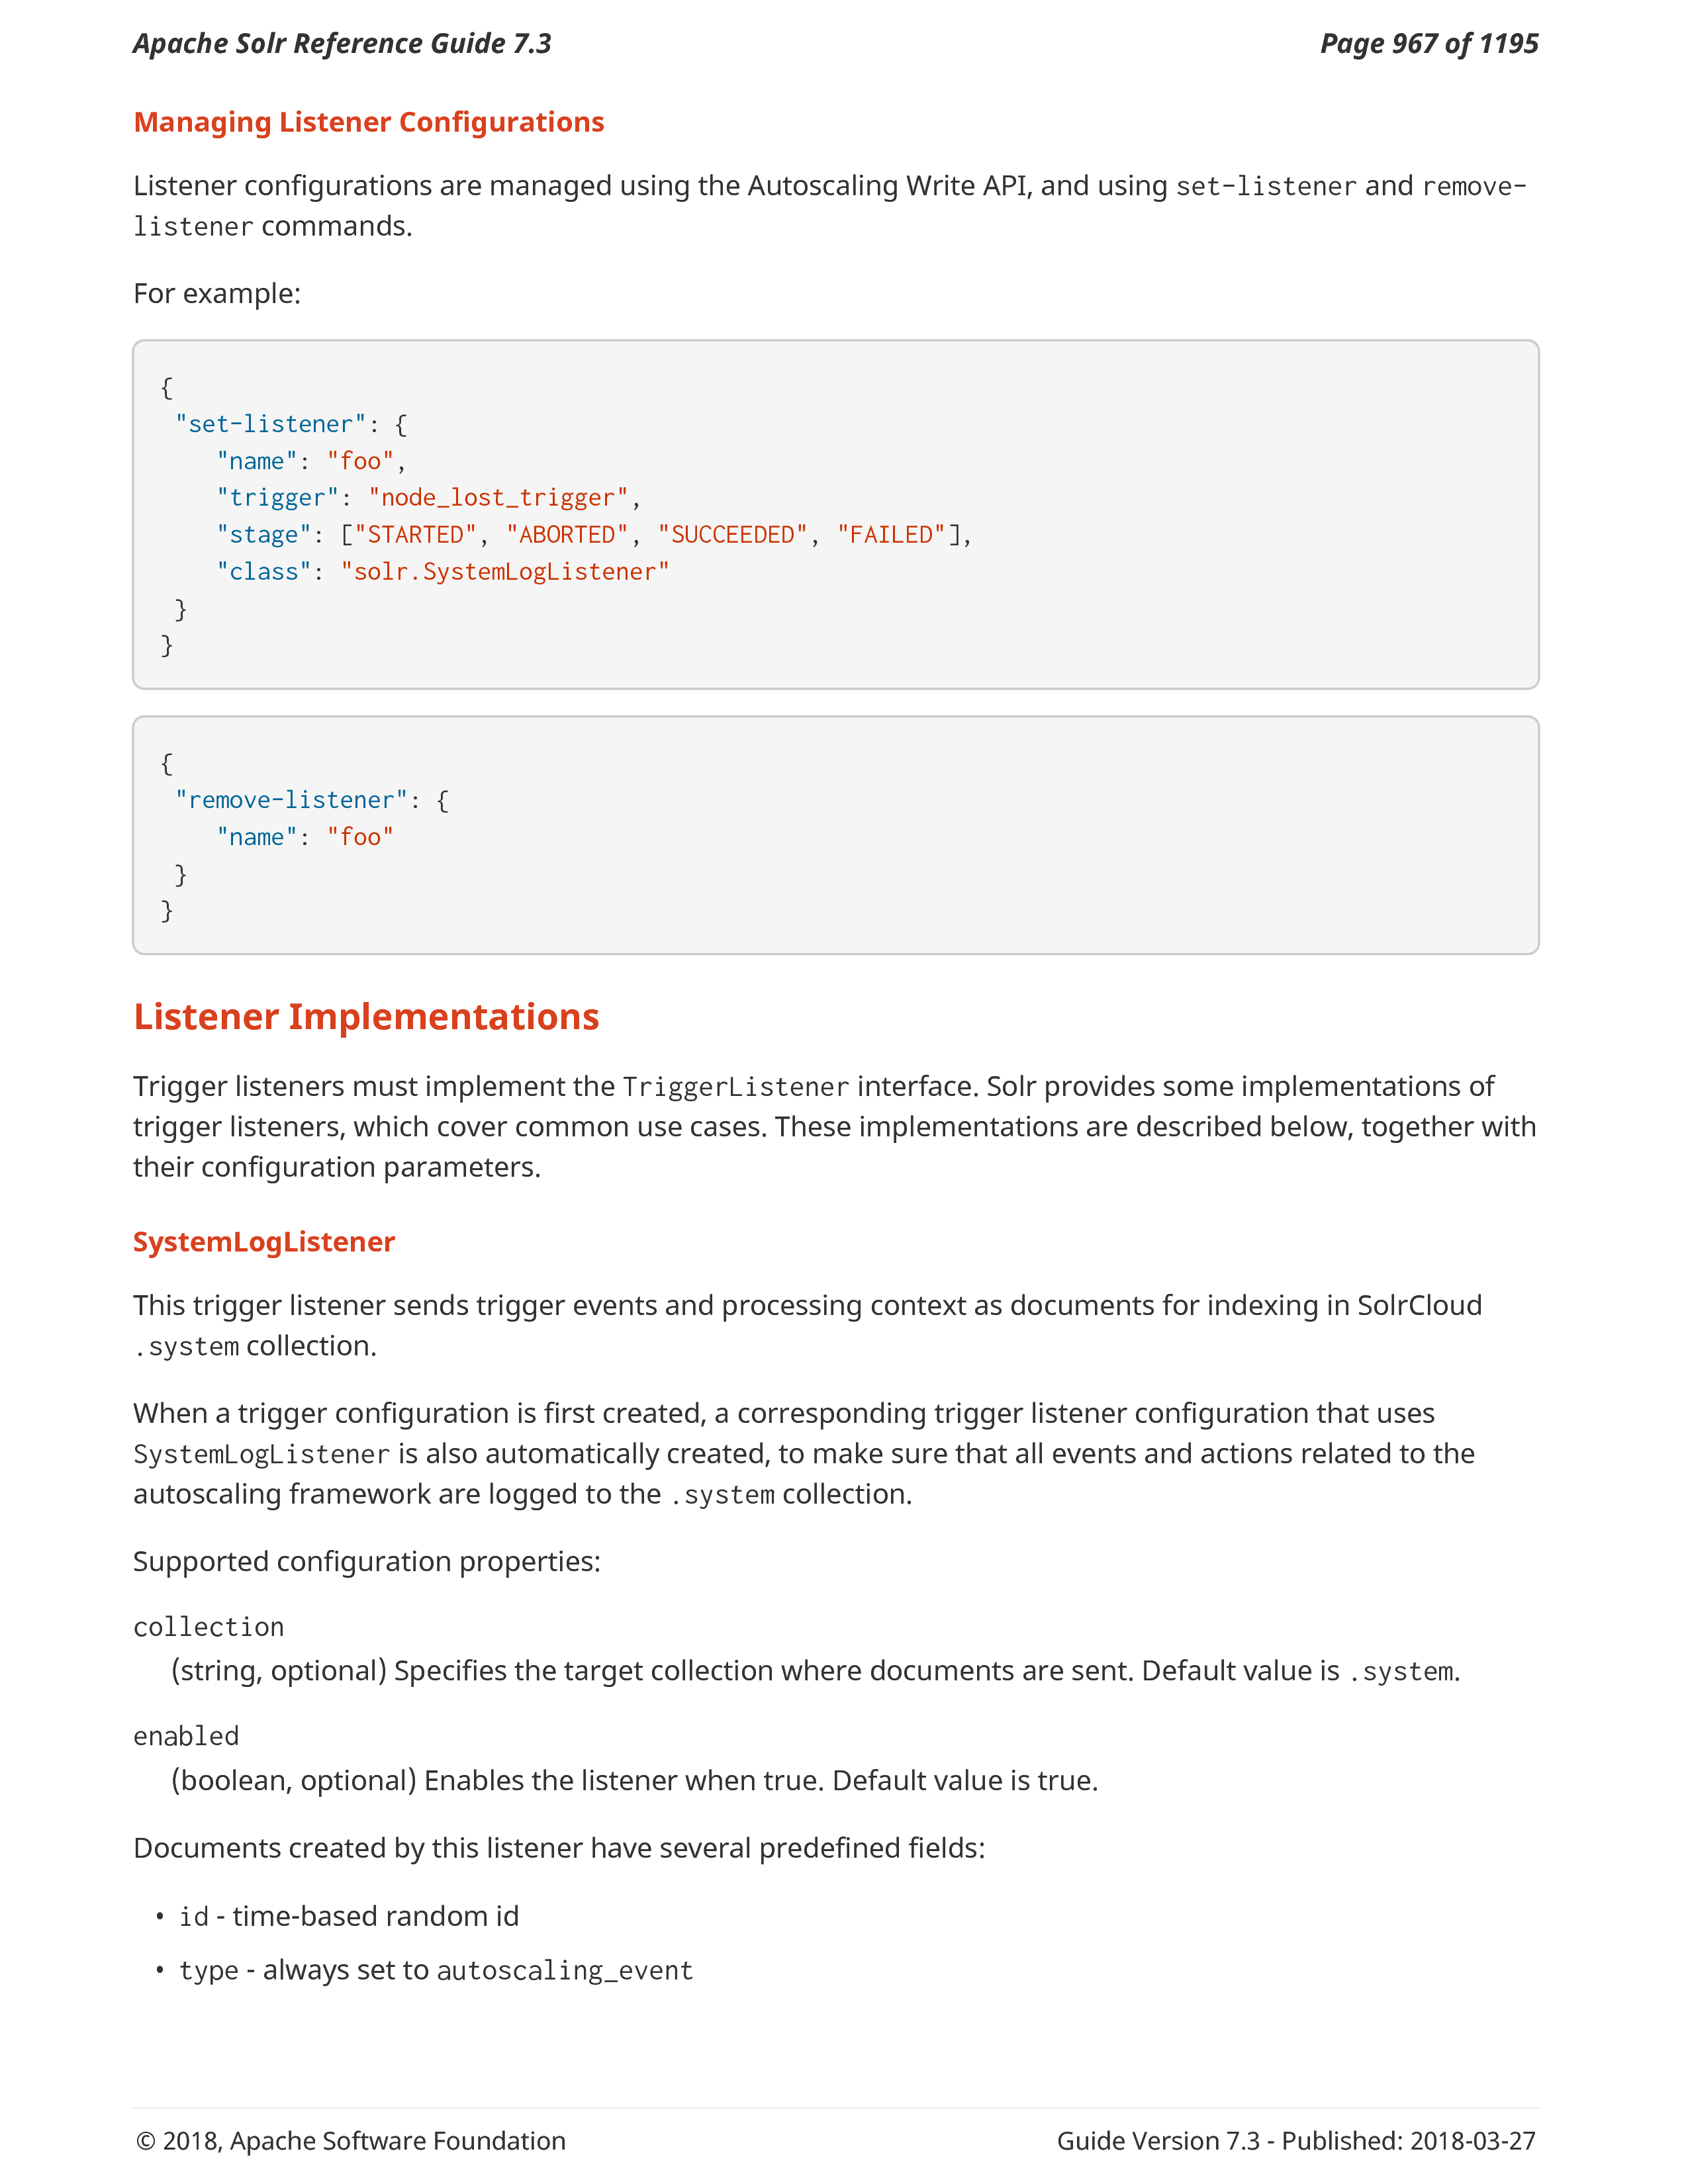 Apache Solr Reference Guide 7.3
Page 967 of 1195
Managing Listener Configurations
Listener configurations are managed using the Autoscaling Write API, and using set-listener and remove-
listener commands.
For example:
{
 "set-listener": {
    "name": "foo",
    "trigger": "node_lost_trigger",
    "stage": ["STARTED", "ABORTED", "SUCCEEDED", "FAILED"],
    "class": "solr.SystemLogListener"
 }
}
{
 "remove-listener": {
    "name": "foo"
 }
}
Listener Implementations
Trigger listeners must implement the TriggerListener interface. Solr provides some implementations of
trigger listeners, which cover common use cases. These implementations are described below, together with
their configuration parameters.
SystemLogListener
This trigger listener sends trigger events and processing context as documents for indexing in SolrCloud
.system collection.
When a trigger configuration is first created, a corresponding trigger listener configuration that uses
SystemLogListener is also automatically created, to make sure that all events and actions related to the
autoscaling framework are logged to the .system collection.
Supported configuration properties:
collection
(string, optional) Specifies the target collection where documents are sent. Default value is .system.
enabled
(boolean, optional) Enables the listener when true. Default value is true.
Documents created by this listener have several predefined fields:
• id - time-based random id
• type - always set to autoscaling_event
© 2018, Apache Software Foundation
Guide Version 7.3 - Published: 2018-03-27